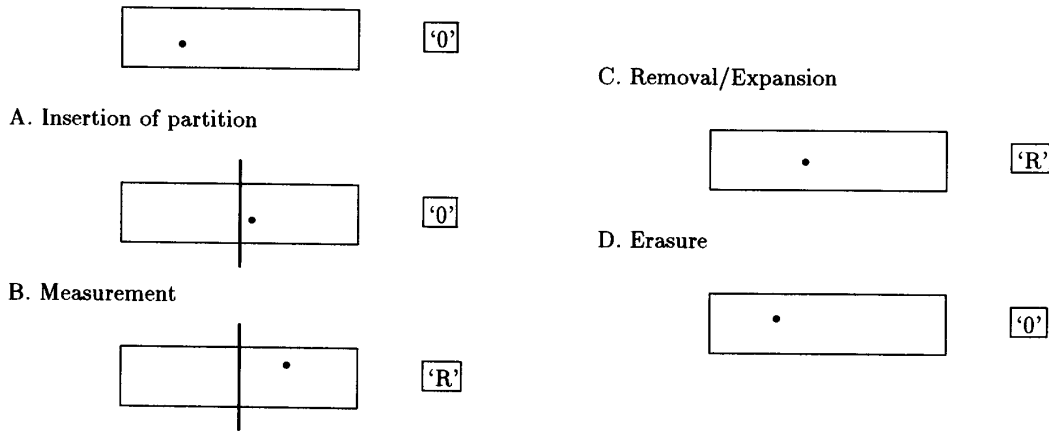 '0'
A. Insertion of partition
'0'
B. Measurement
'R'
C. Removal/Expansion
'R'
D. Erasure
'0'